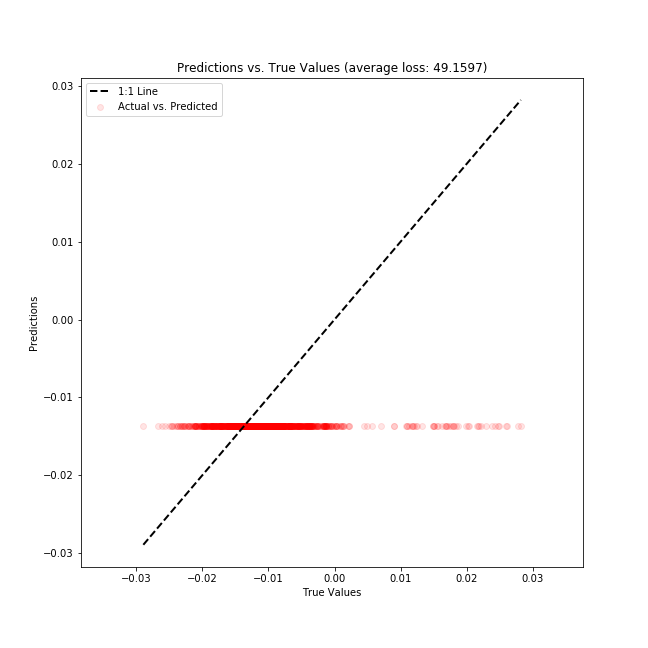 Predictions vs. True Values (average loss: 49.1597)
1:1 Line
Actual vs. Predicted
0.03
0.02
0.01
0.00
−0.01
−0.02
−0.03
Predictions
−0.03 −0.02 −0.01 0.00 0.01 0.02 0.03
True Values